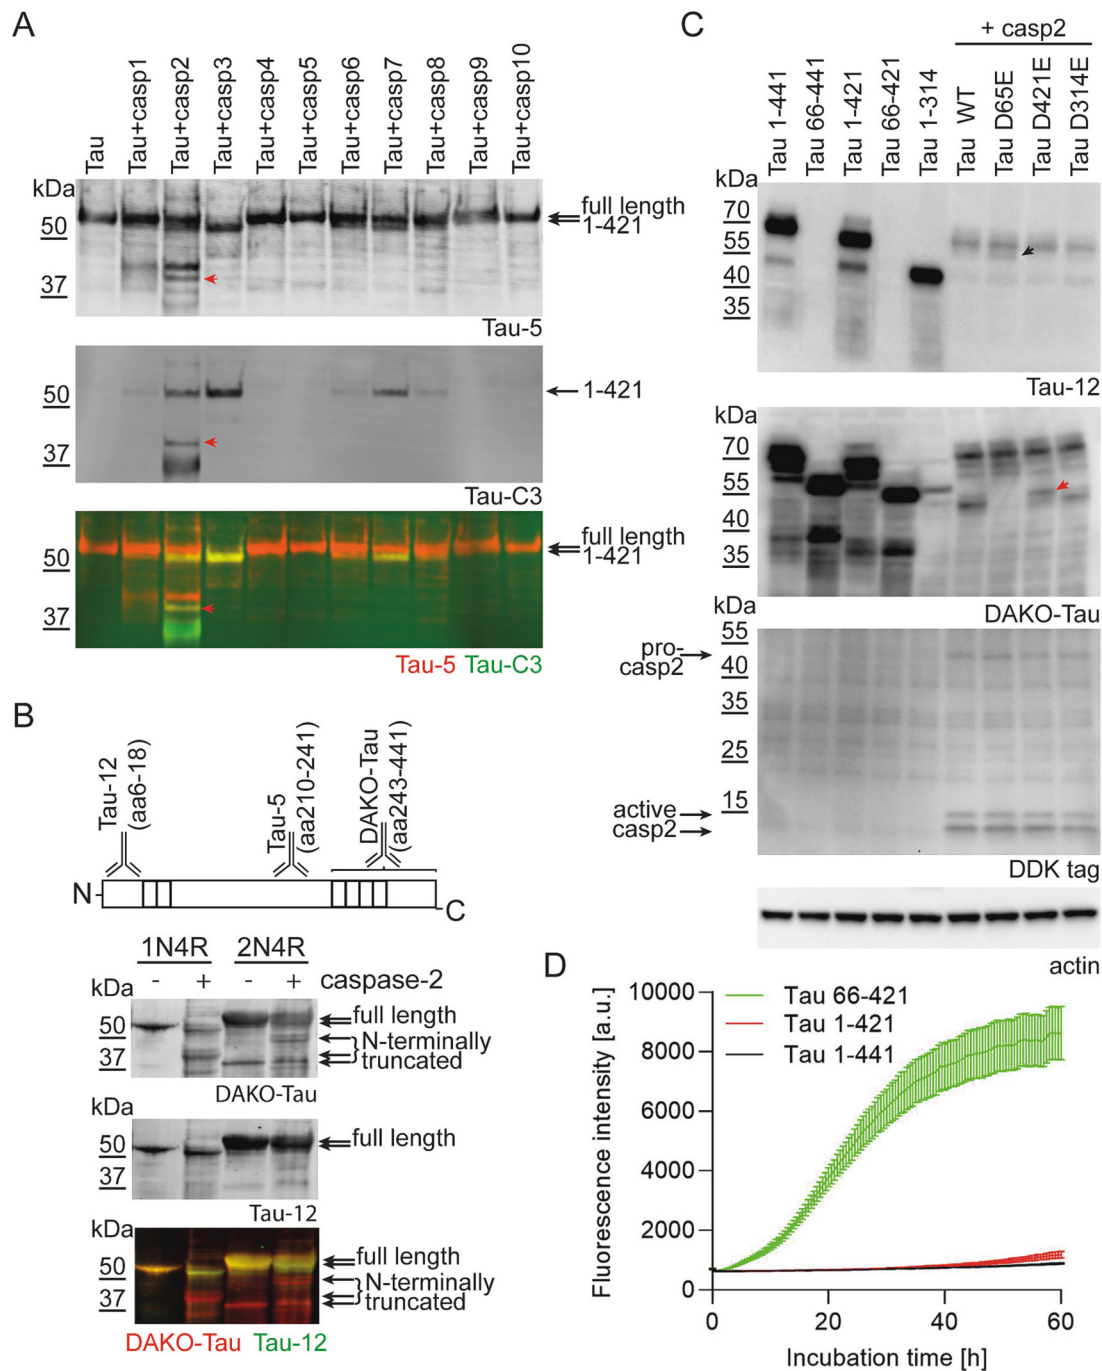 A
Tau
Tau+casp1
Tau+casp2
Tau+casp3
Tau+casp4
Tau+casp5
Tau+casp6
Tau+casp7
Tau+casp8
Tau+casp9
Tau+casp10
kDa
50
37
full length
1-421
Tau-5
50
37
1-421
Tau-C3
50
37
full length
1-421
Tau-5 Tau-C3
B
Tau-12
(aa6-18)
Tau-5
(aa210-241)
DAKO-Tau
(aa243-441)
N
C
1N4R 2N4R
- + - + caspase-2
kDa
50
37
full length
N-terminally
truncated
DAKO-Tau
kDa
50
37
full length
Tau-12
kDa
50
37
full length
N-terminally
truncated
DAKO-Tau Tau-12
C
+ casp2
Tau 1-441
Tau 66-441
Tau 1-421
Tau 66-421
Tau 1-314
Tau WT
Tau D65E
Tau D421E
Tau D314E
kDa
70
55
40
35
Tau-12
kDa
70
55
40
35
DAKO-Tau
kDa
55
40
35
25
15
pro-
casp2
active
casp2
DDK tag
actin
D
Fluorescence intensity [a.u.]
10000
8000
6000
4000
2000
0
Tau 66-421
Tau 1-421
Tau 1-441
0 20 40 60
Incubation time [h]